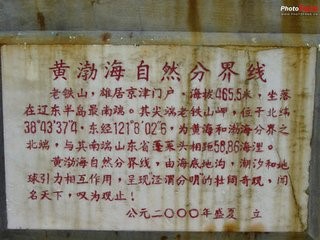 Photo
黄渤海自然分界线
老铁山，雄居京津门户，海拔465.5米，坐落
在辽东半岛最南端。其尖端老铁山岬，位于北纬
38°43′37″4，东经121°8′02″6，为黄海和渤海分界之
北端，与其南端山东省蓬莱头相距58.86海浬。
黄渤海自然分界线，由海底地沟，潮汐和地
球引力相互作用，呈现泾渭分明的壮阔奇观，闻
名天下，叹为观止！
公元二〇〇〇年盛夏 立